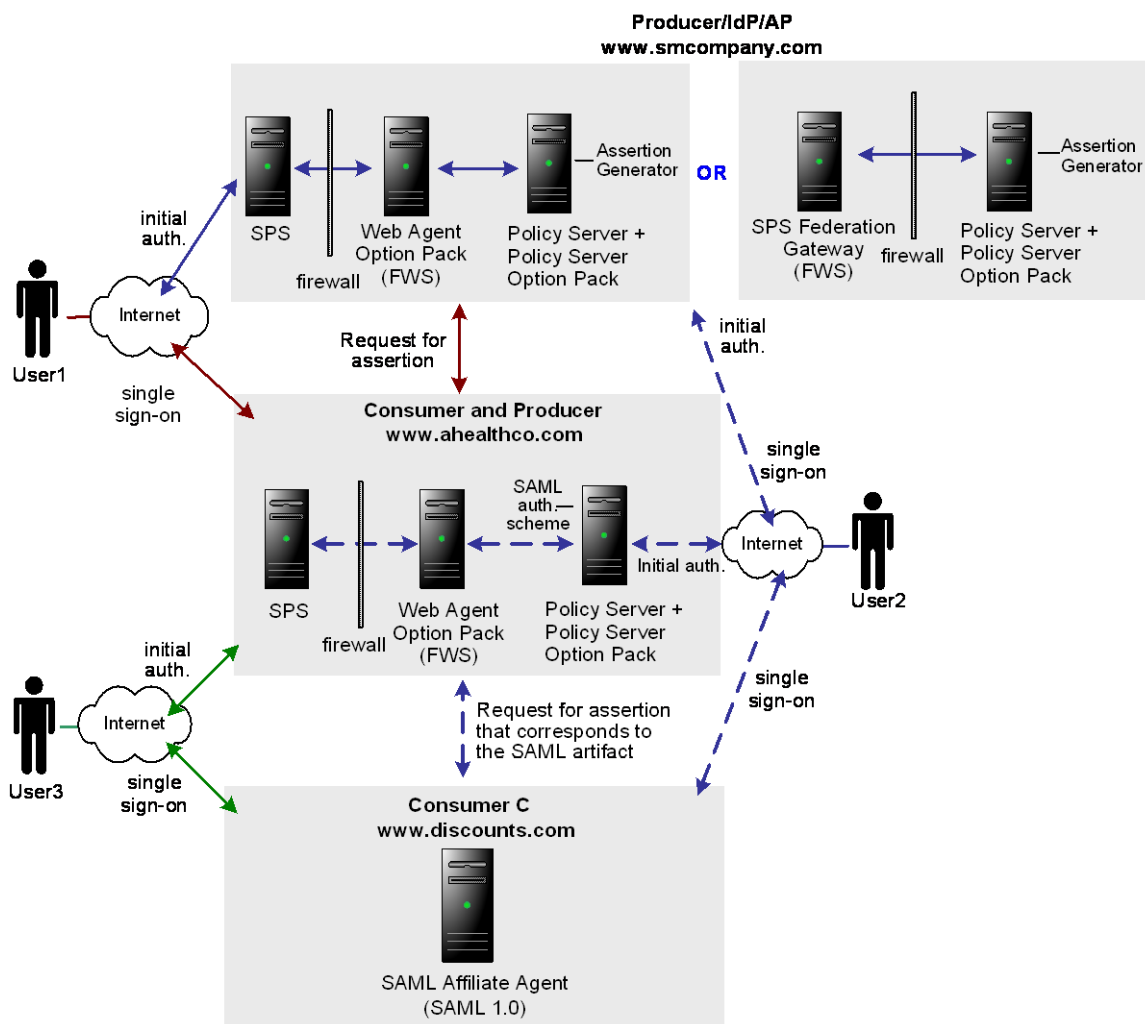 Producer/IdP/AP
www.smcompany.com
SPS
firewall
Web Agent
Option Pack
(FWS)
Assertion
Generator
Policy Server +
Policy Server
Option Pack
OR
SPS Federation
Gateway
(FWS)
firewall
Assertion
Generator
Policy Server +
Policy Server
Option Pack
initial
auth.
Internet
User1
single
sign-on
Request for
assertion
initial
auth.
single
sign-on
Consumer and Producer
www.ahealthco.com
SPS
firewall
Web Agent
Option Pack
(FWS)
SAML
auth.
scheme
Policy Server +
Policy Server
Option Pack
Initial auth.
Internet
User2
single
sign-on
initial
auth.
Internet
User3
single
sign-on
Request for assertion
that corresponds to
the SAML artifact
Consumer C
www.discounts.com
SAML Affiliate Agent
(SAML 1.0)